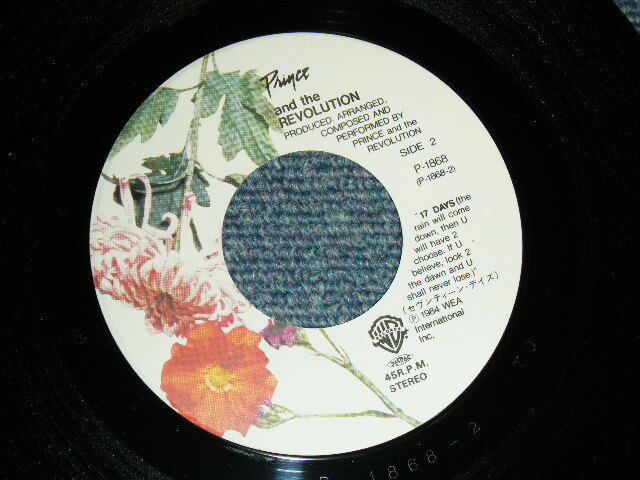 Prince
and the
REVOLUTION
PRODUCED, ARRANGED,
COMPOSED AND
PERFORMED BY
PRINCE and the
REVOLUTION
SIDE 2
P-1868
(P-1868-2)
"17 DAYS (the
rain will come
down, then U
will have 2
choose. If U
believe, look 2
the dawn and U
shall never lose.)"
(セヴンティーン・デイズ)
Ⓟ 1984 WEA
International
Inc.
45R.P.M.
STEREO
P-1868-2